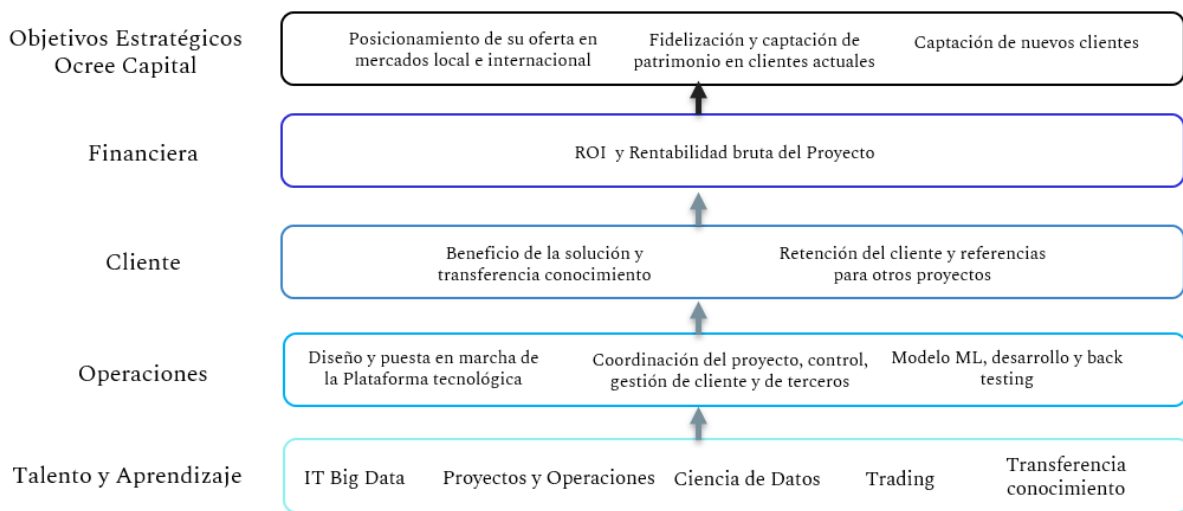 Objetivos Estratégicos
Ocree Capital
Posicionamiento de su oferta en
mercados local e internacional
Fidelización y captación de
patrimonio en clientes actuales
Captación de nuevos clientes
Financiera
ROI y Rentabilidad bruta del Proyecto
Cliente
Beneficio de la solución y
transferencia conocimiento
Retención del cliente y referencias
para otros proyectos
Operaciones
Diseño y puesta en marcha de
la Plataforma tecnológica
Coordinación del proyecto, control,
gestión de cliente y de terceros
Modelo ML, desarrollo y back
testing
Talento y Aprendizaje
IT Big Data
Proyectos y Operaciones
Ciencia de Datos
Trading
Transferencia
conocimiento